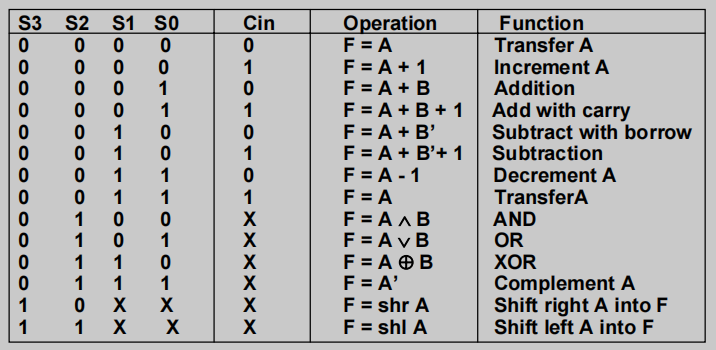 S3 S2 S1 S0 Cin Operation Function
0 0 0 0 0 F = A Transfer A
0 0 0 0 1 F = A + 1 Increment A
0 0 0 1 0 F = A + B Addition
0 0 0 1 1 F = A + B + 1 Add with carry
0 0 1 0 0 F = A + B’ Subtract with borrow
0 0 1 0 1 F = A + B’+ 1 Subtraction
0 0 1 1 0 F = A - 1 Decrement A
0 0 1 1 1 F = A TransferA
0 1 0 0 X F = A ∧ B AND
0 1 0 1 X F = A ∨ B OR
0 1 1 0 X F = A ⊕ B XOR
0 1 1 1 X F = A’ Complement A
1 0 X X X F = shr A Shift right A into F
1 1 X X X F = shl A Shift left A into F